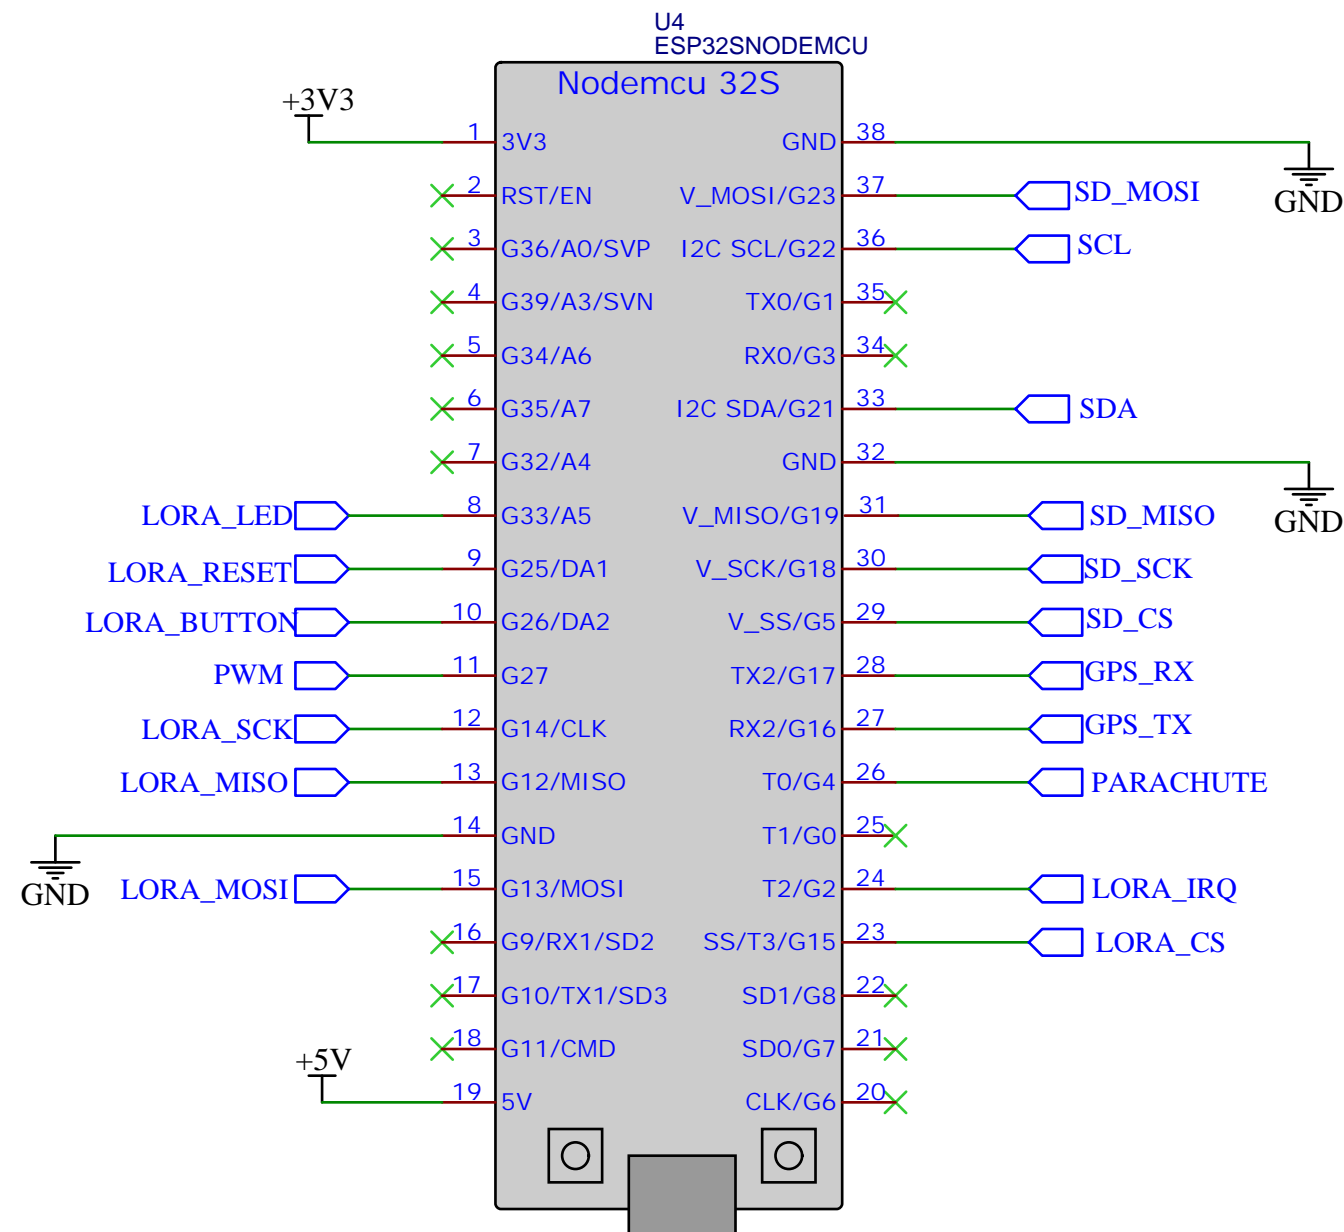 U4
ESP32SNODEMCU
Nodemcu 32S
+3V3
1 3V3 GND 38
GND
2 RST/EN V_MOSI/G23 37 SD_MOSI
3 G36/A0/SVP I2C SCL/G22 36 SCL
4 G39/A3/SVN TX0/G1 35
5 G34/A6 RX0/G3 34
6 G35/A7 I2C SDA/G21 33 SDA
7 G32/A4 GND 32
GND
LORA_LED 8 G33/A5 V_MISO/G19 31 SD_MISO
LORA_RESET 9 G25/DA1 V_SCK/G18 30 SD_SCK
LORA_BUTTON 10 G26/DA2 V_SS/G5 29 SD_CS
PWM 11 G27 TX2/G17 28 GPS_RX
LORA_SCK 12 G14/CLK RX2/G16 27 GPS_TX
LORA_MISO 13 G12/MISO T0/G4 26 PARACHUTE
14 GND T1/G0 25
GND
LORA_MOSI 15 G13/MOSI T2/G2 24 LORA_IRQ
16 G9/RX1/SD2 SS/T3/G15 23 LORA_CS
17 G10/TX1/SD3 SD1/G8 22
18 G11/CMD SD0/G7 21
+5V
19 5V CLK/G6 20